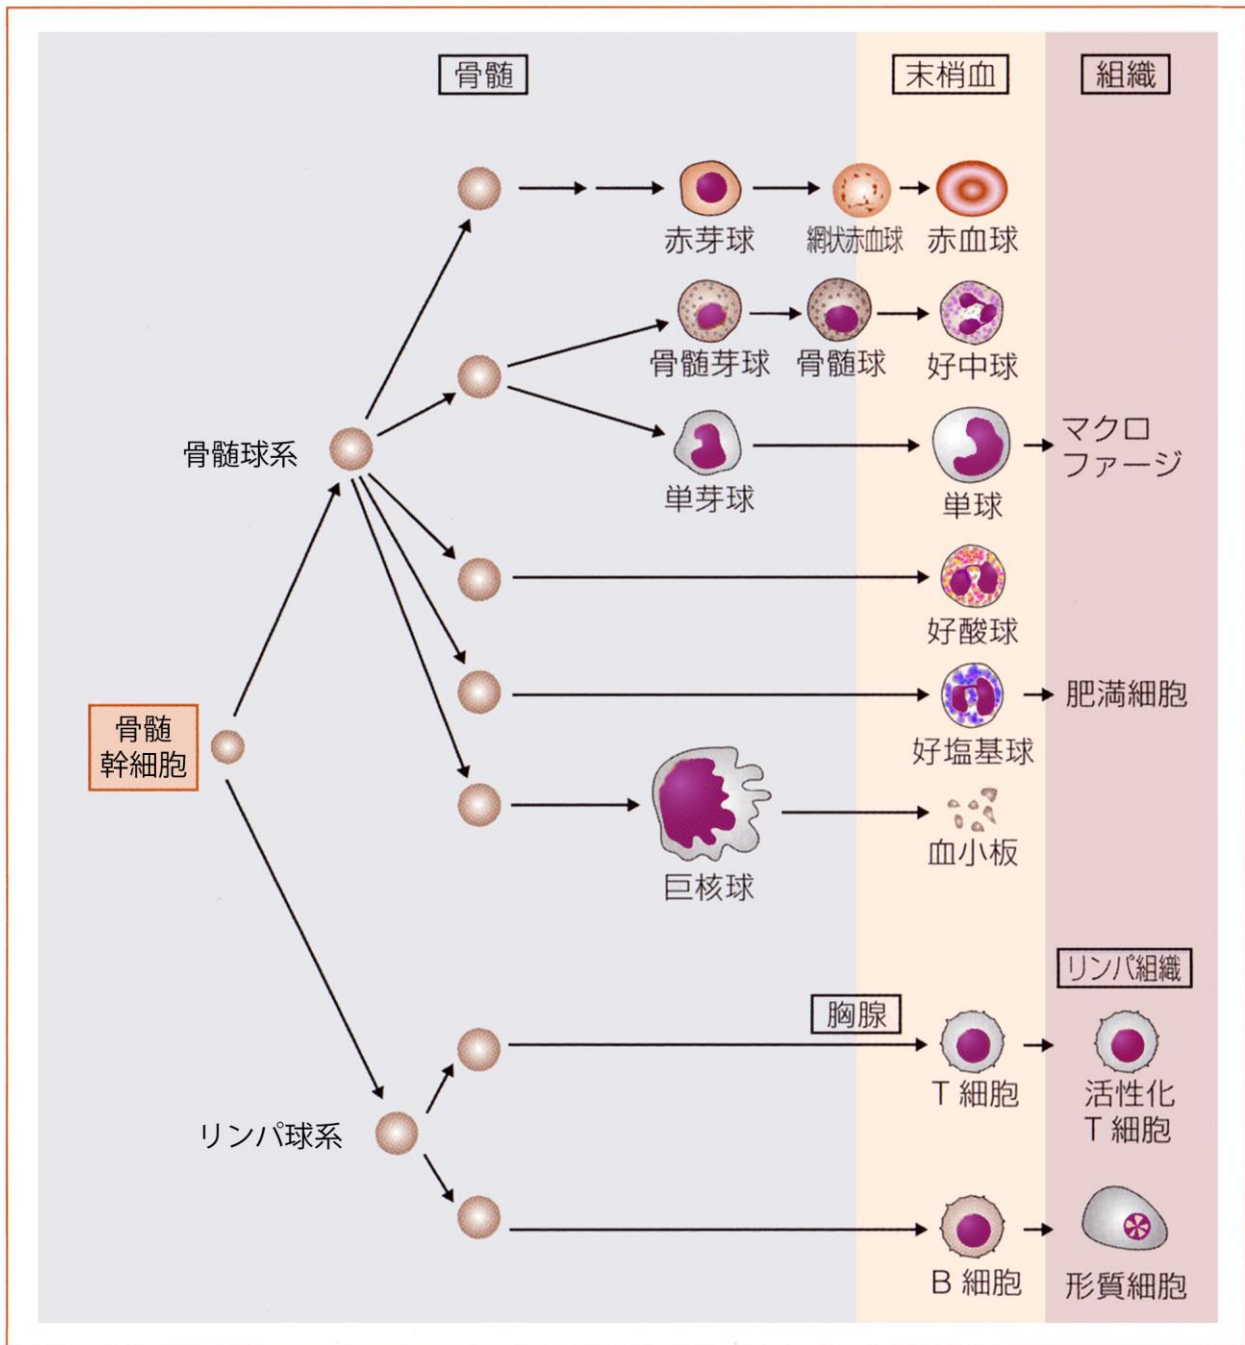 骨髄
末梢血
組織
赤芽球
網状赤血球
赤血球
骨髄芽球
骨髄球
好中球
骨髄球系
単芽球
単球
マクロ
ファージ
好酸球
骨髄
幹細胞
好塩基球
肥満細胞
巨核球
血小板
リンパ組織
胸腺
T 細胞
活性化
T 細胞
リンパ球系
B 細胞
形質細胞